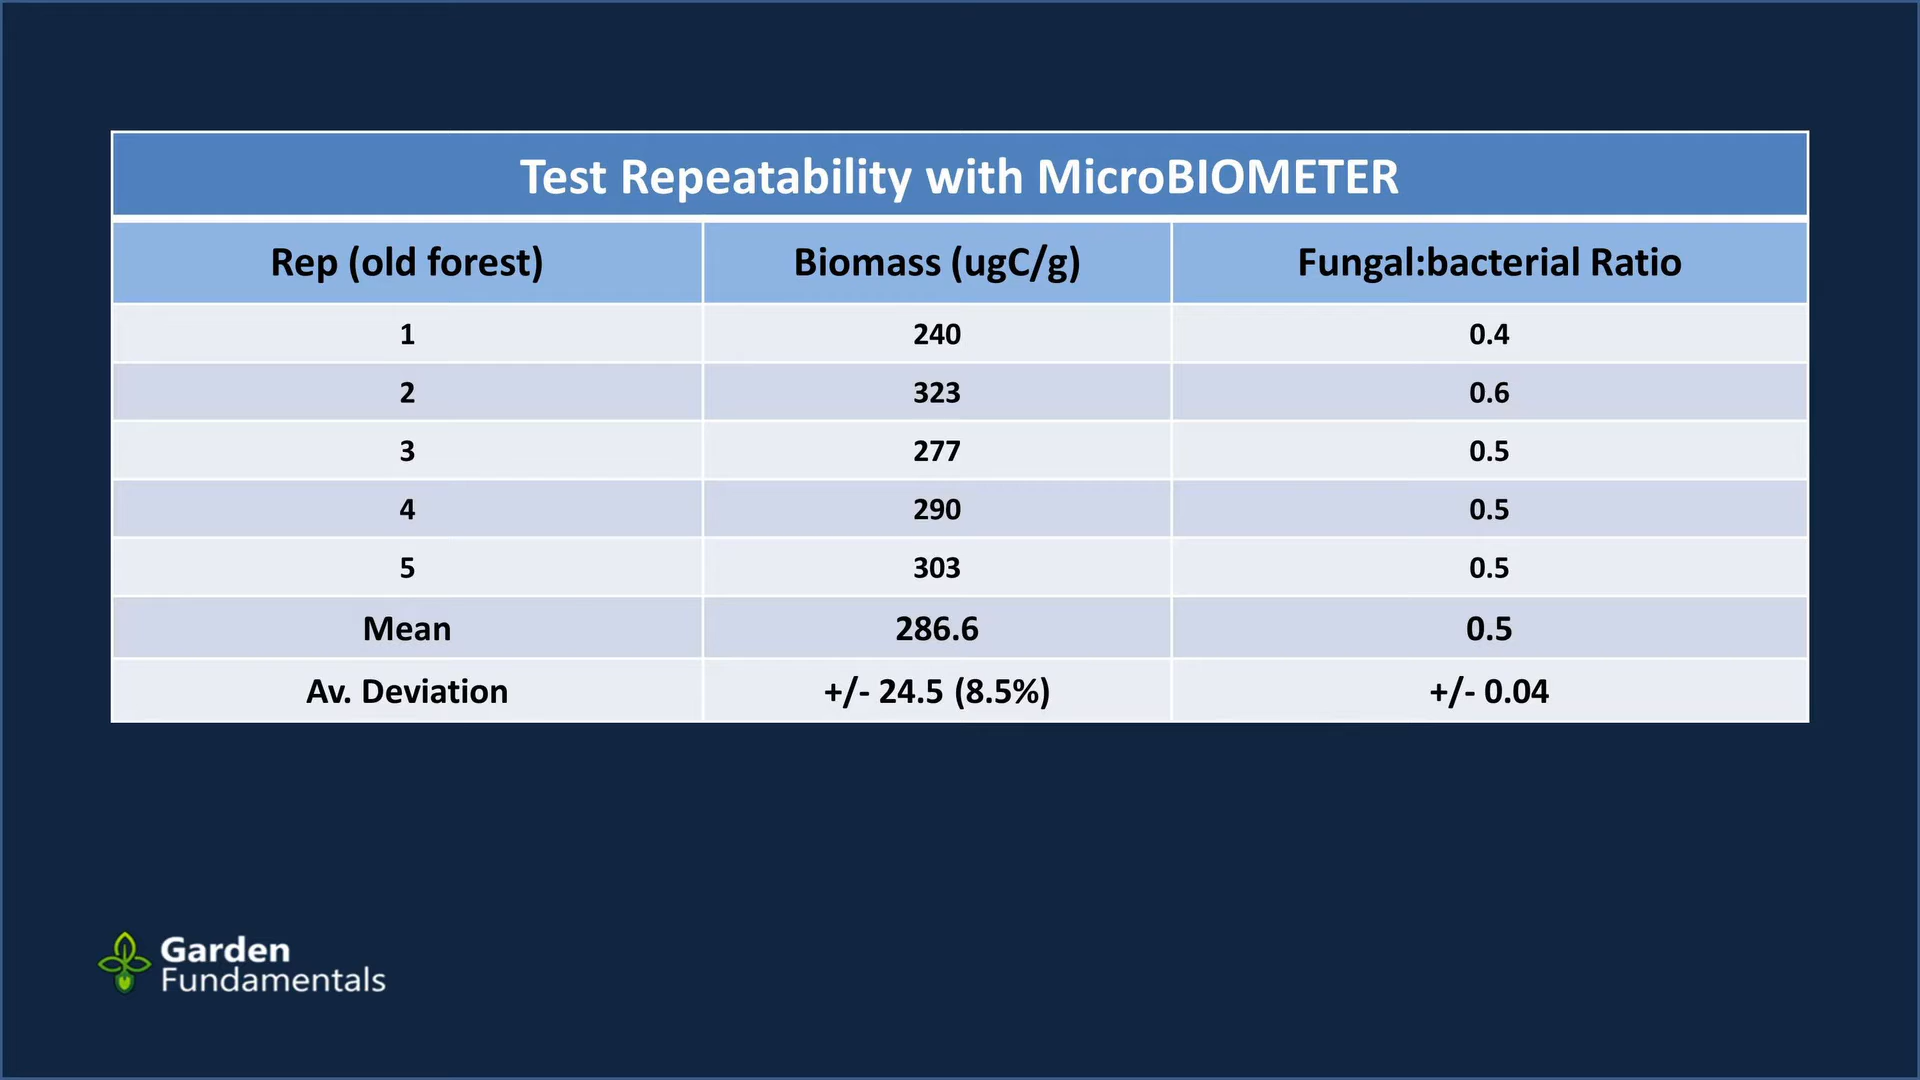 Test Repeatability with MicroBIOMETER
Rep (old forest) Biomass (ugC/g) Fungal:bacterial Ratio
1 240 0.4
2 323 0.6
3 277 0.5
4 290 0.5
5 303 0.5
Mean 286.6 0.5
Av. Deviation +/- 24.5 (8.5%) +/- 0.04
Garden
Fundamentals